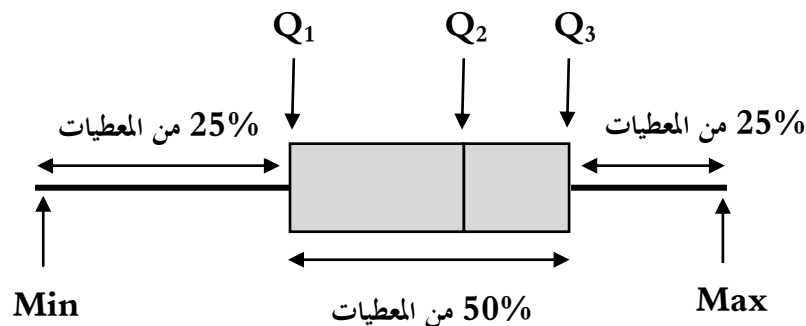 Q₁ Q₂ Q₃
25% من المعطيات
25% من المعطيات
50% من المعطيات
Min
Max